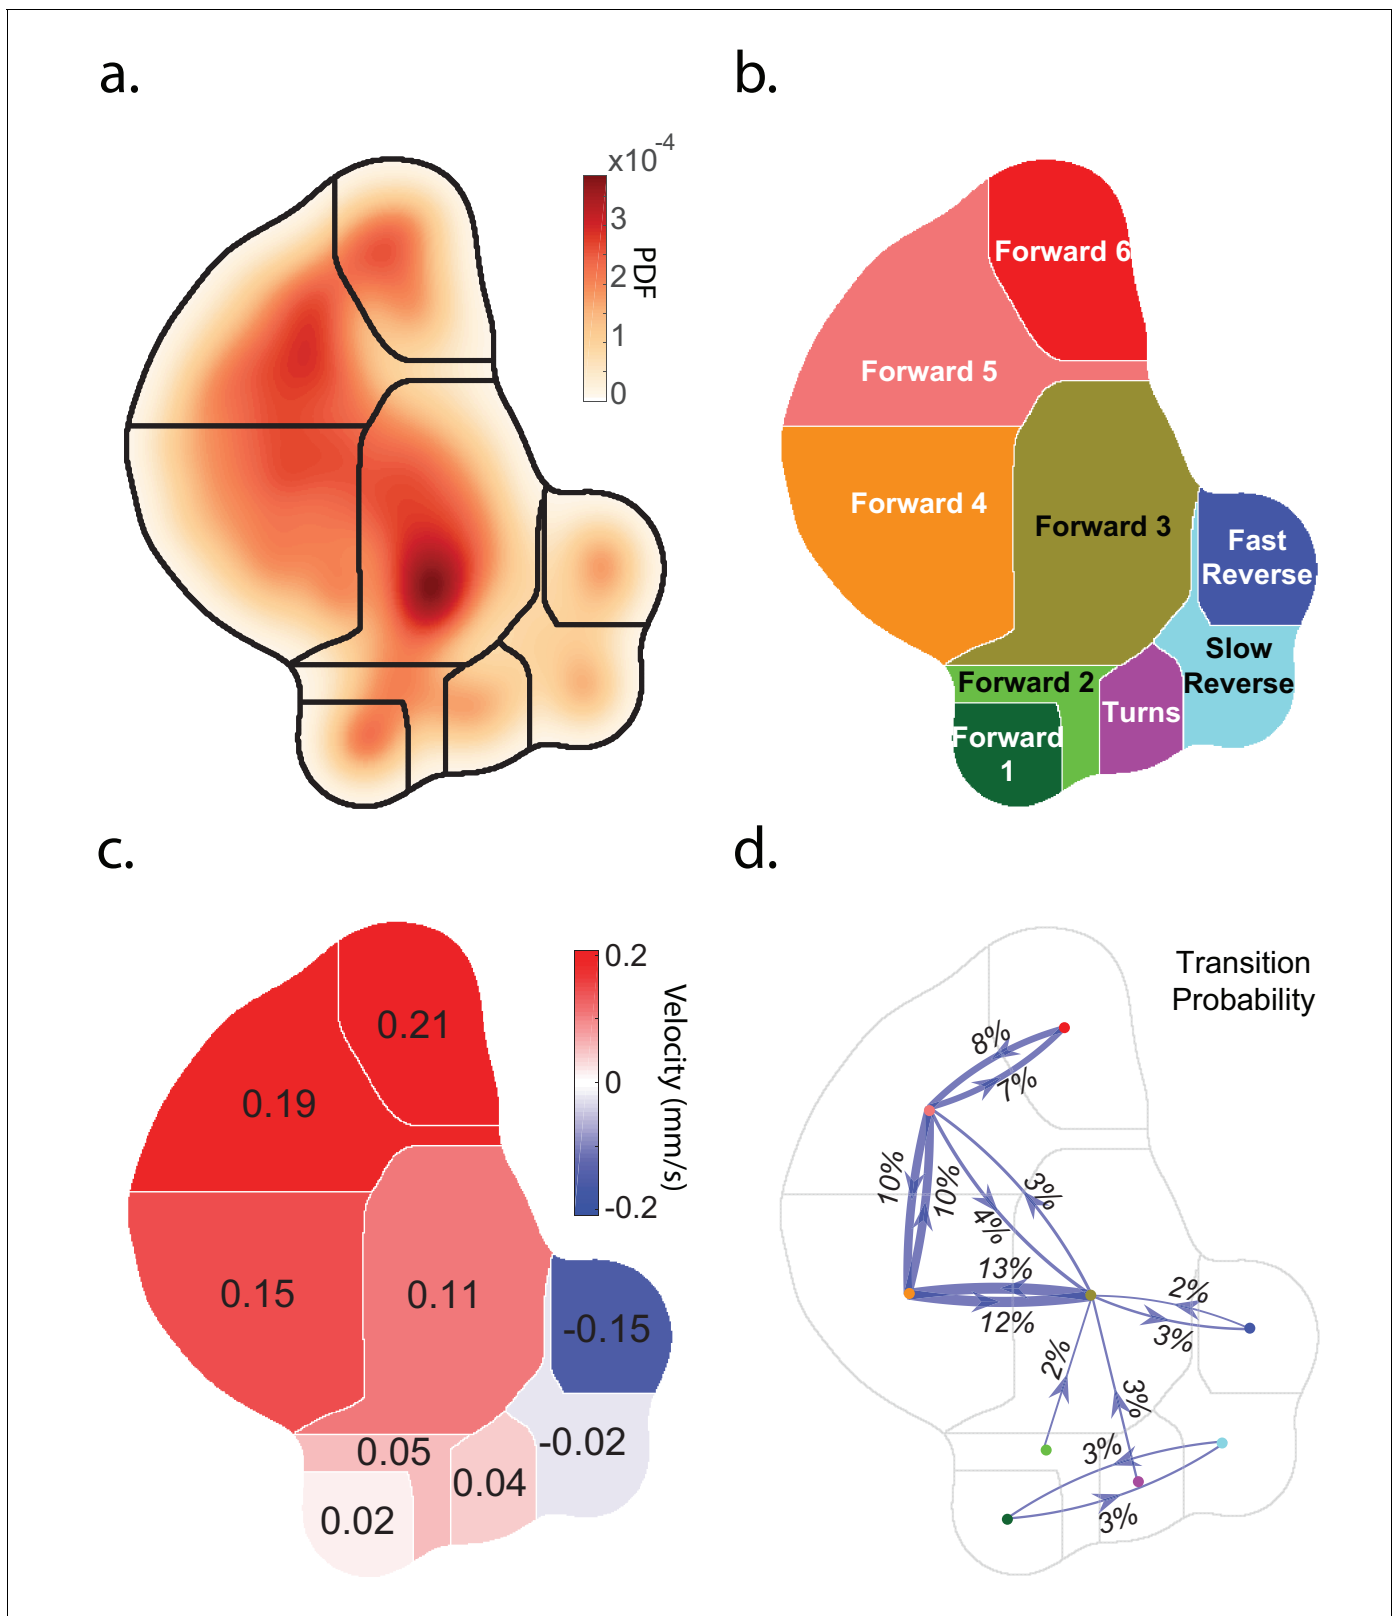 a.
x10-4
3
2
1
0
PDF
b.
Forward 6
Forward 5
Forward 4
Forward 3
Fast
Reverse
Slow
Reverse
Forward 2
Turns
Forward
1
c.
0.2
0
-0.2
Velocity (mm/s)
0.21
0.19
0.15
0.11
-0.15
-0.02
0.05
0.04
0.02
d.
Transition
Probability
8%
7%
10%
10%
3%
4%
13%
12%
2%
3%
2%
3%
3%
3%